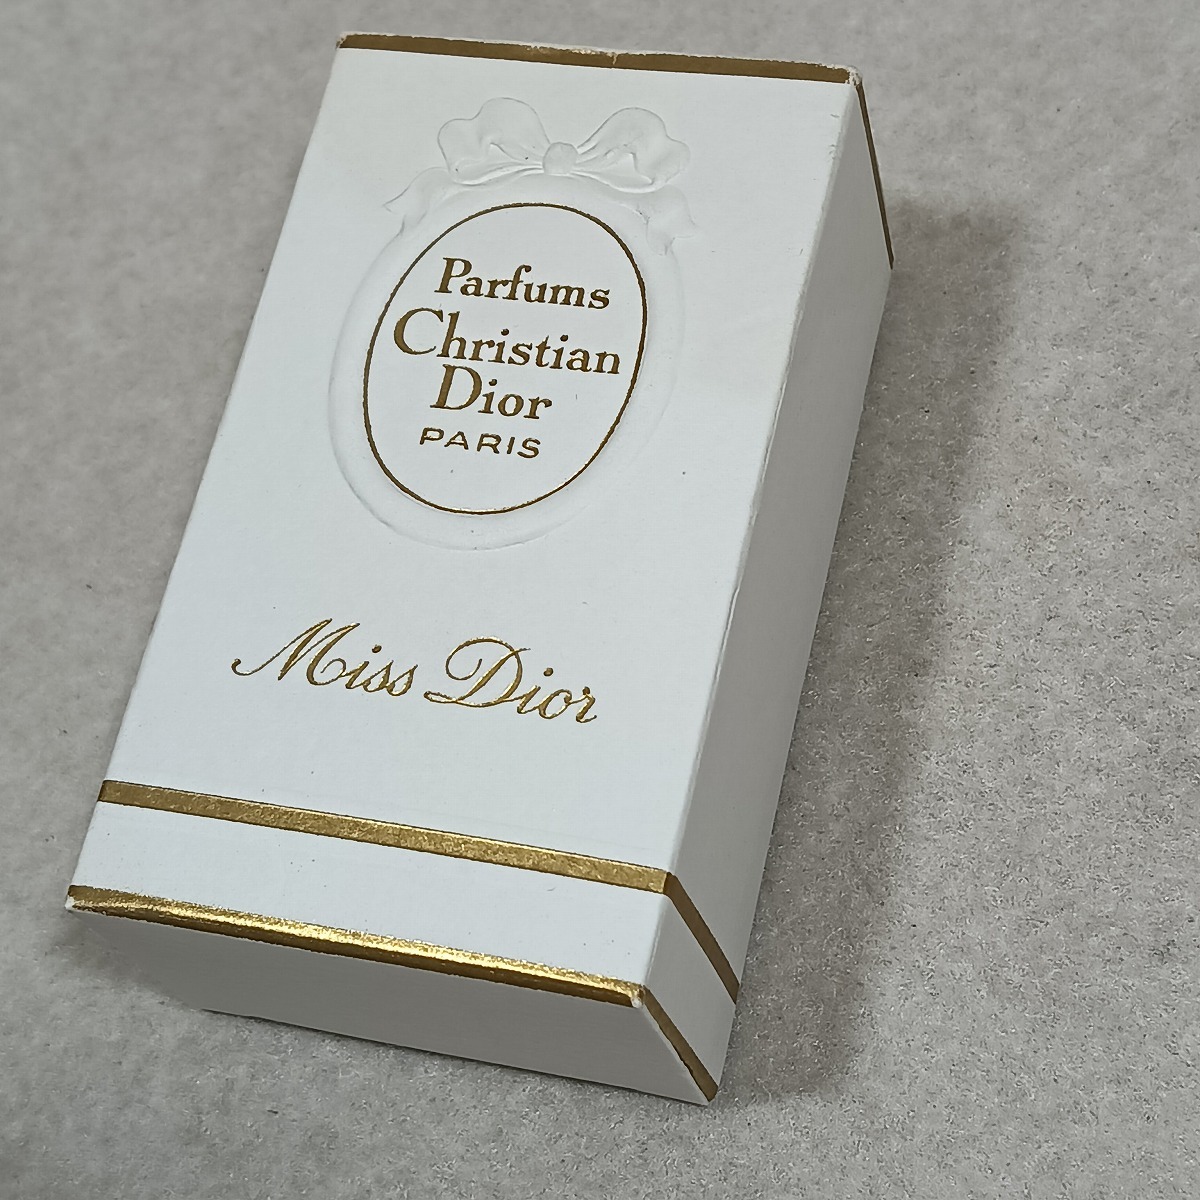 Parfums
Christian
Dior
PARIS
Miss Dior